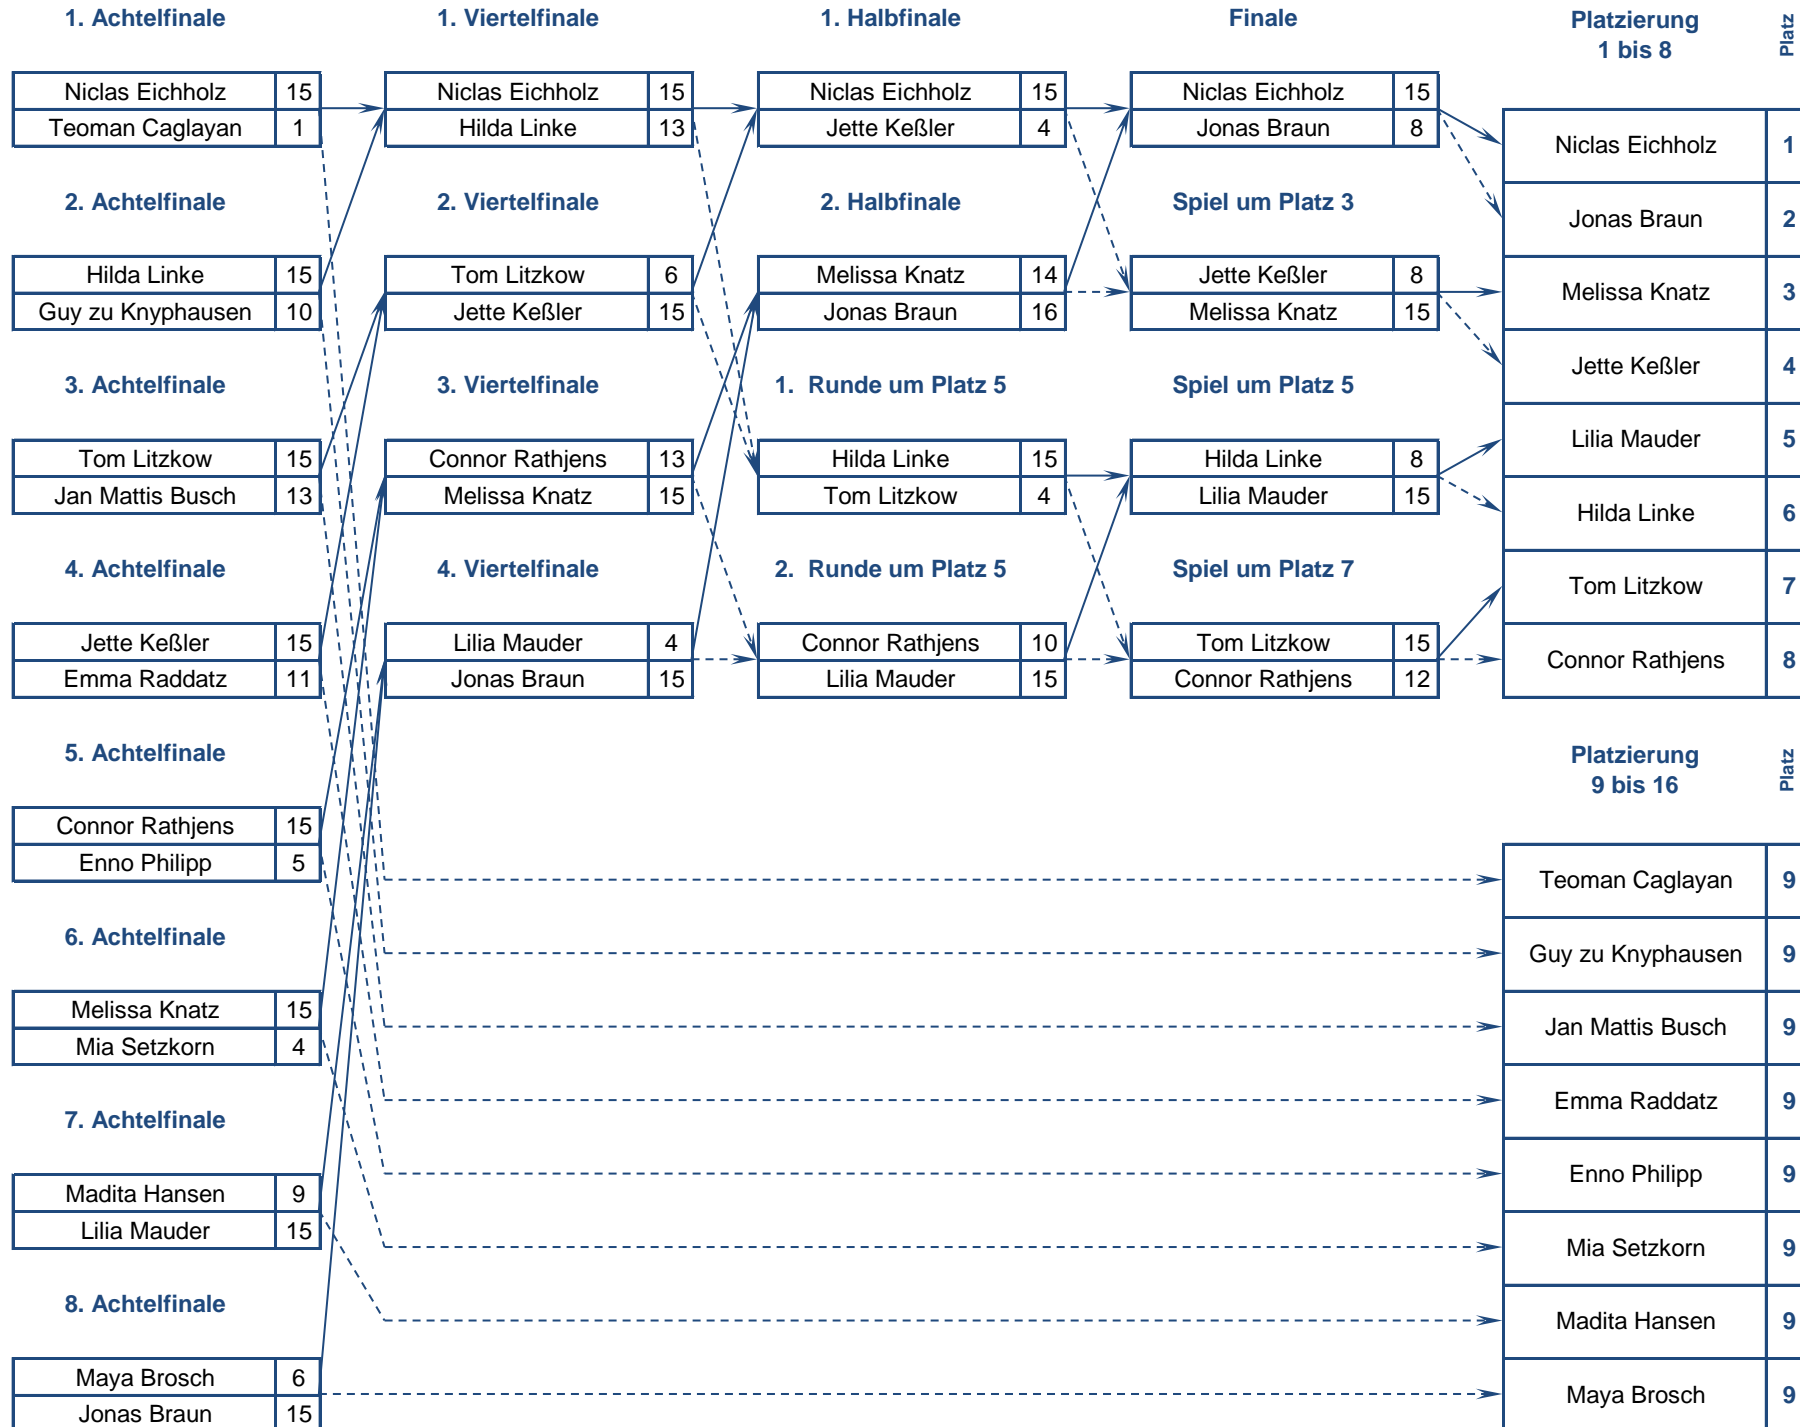 1. Achtelfinale
1. Viertelfinale
1. Halbfinale
Finale
Platzierung
1 bis 8
Platz
Niclas Eichholz 15
Teoman Caglayan 1
Niclas Eichholz 15
Hilda Linke 13
Niclas Eichholz 15
Jette Keßler 4
Niclas Eichholz 15
Jonas Braun 8
Niclas Eichholz 1
Jonas Braun 2
2. Achtelfinale
2. Viertelfinale
2. Halbfinale
Spiel um Platz 3
Hilda Linke 15
Guy zu Knyphausen 10
Tom Litzkow 6
Jette Keßler 15
Melissa Knatz 14
Jonas Braun 16
Jette Keßler 8
Melissa Knatz 15
Melissa Knatz 3
Jette Keßler 4
3. Achtelfinale
3. Viertelfinale
1. Runde um Platz 5
Spiel um Platz 5
Tom Litzkow 15
Jan Mattis Busch 13
Connor Rathjens 13
Melissa Knatz 15
Hilda Linke 15
Tom Litzkow 4
Hilda Linke 8
Lilia Mauder 15
Lilia Mauder 5
Hilda Linke 6
4. Achtelfinale
4. Viertelfinale
2. Runde um Platz 5
Spiel um Platz 7
Jette Keßler 15
Emma Raddatz 11
Lilia Mauder 4
Jonas Braun 15
Connor Rathjens 10
Lilia Mauder 15
Tom Litzkow 15
Connor Rathjens 12
Tom Litzkow 7
Connor Rathjens 8
5. Achtelfinale
Platzierung
9 bis 16
Platz
Connor Rathjens 15
Enno Philipp 5
Teoman Caglayan 9
6. Achtelfinale
Guy zu Knyphausen 9
Melissa Knatz 15
Mia Setzkorn 4
Jan Mattis Busch 9
7. Achtelfinale
Emma Raddatz 9
Madita Hansen 9
Lilia Mauder 15
Enno Philipp 9
Mia Setzkorn 9
8. Achtelfinale
Madita Hansen 9
Maya Brosch 6
Jonas Braun 15
Maya Brosch 9